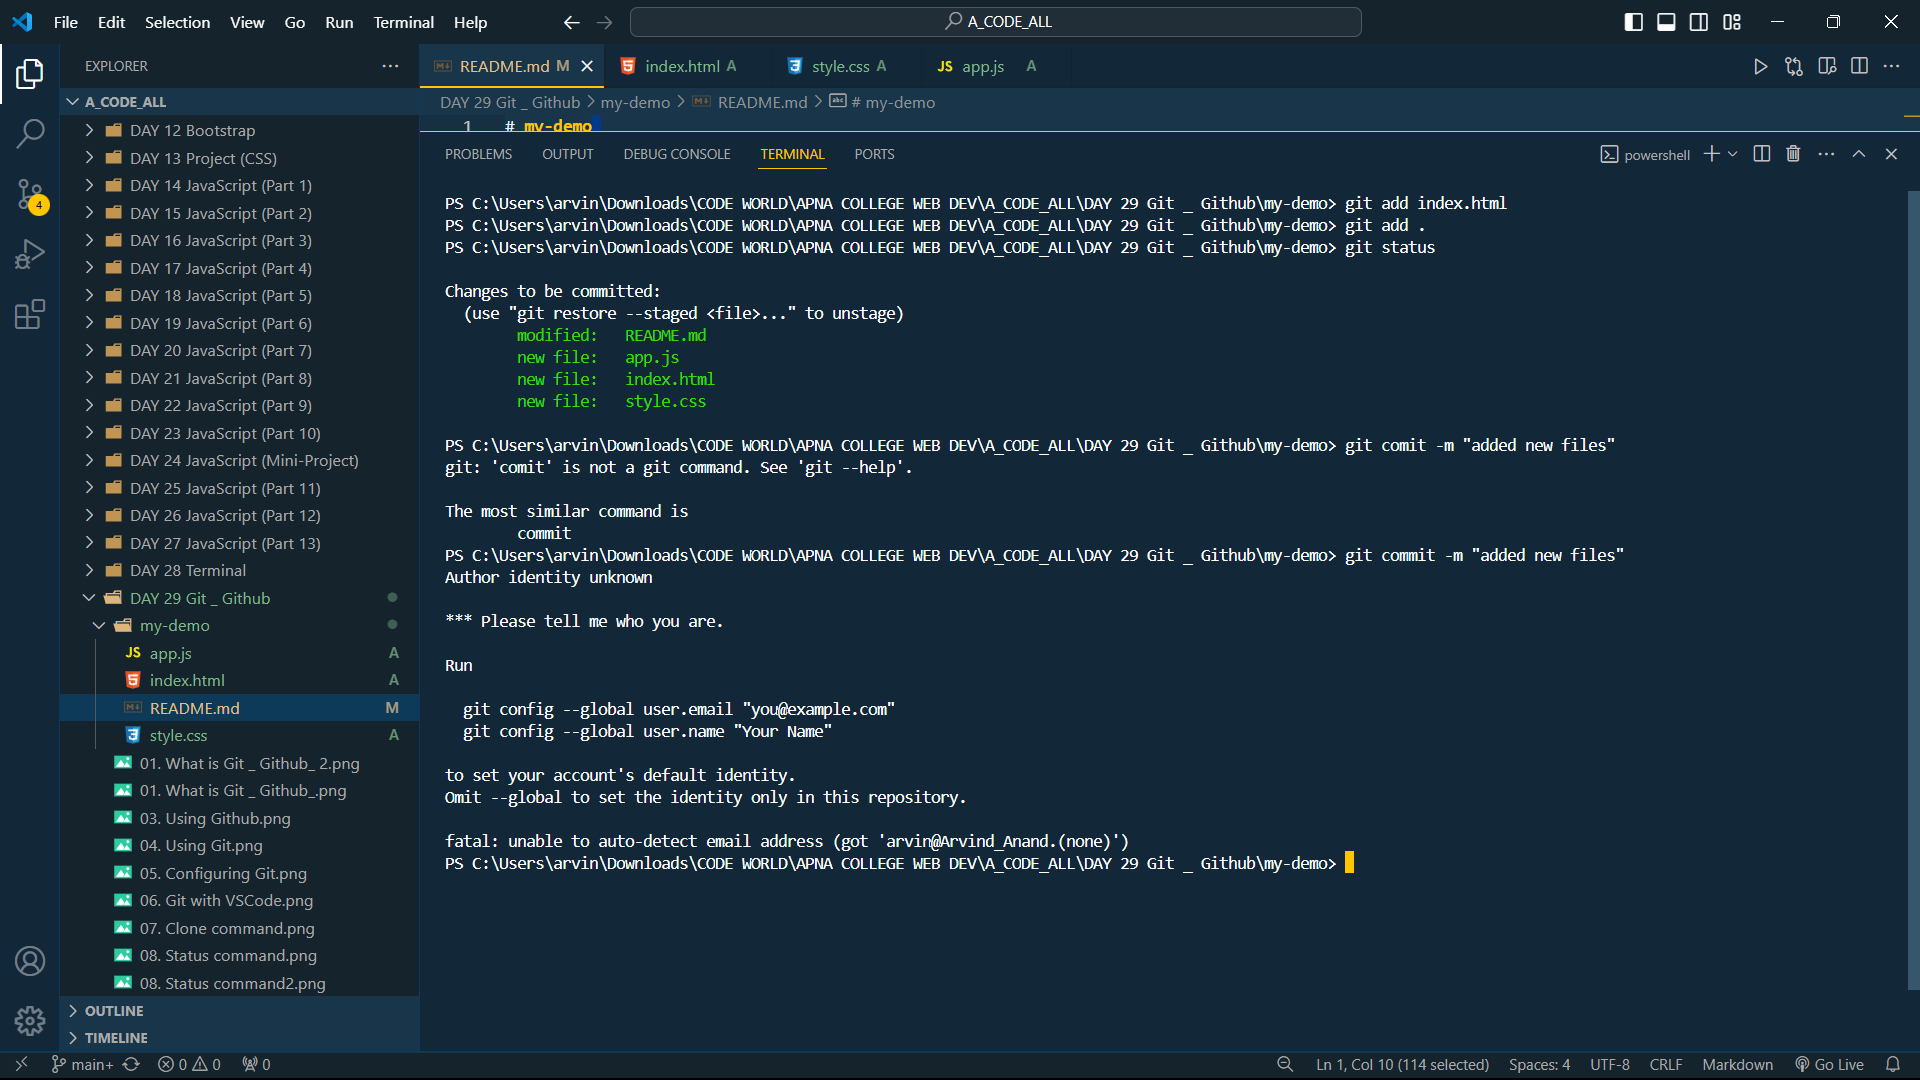 File Edit Selection View Go Run Terminal Help
A_CODE_ALL
EXPLORER
A_CODE_ALL
DAY 12 Bootstrap
DAY 13 Project (CSS)
DAY 14 JavaScript (Part 1)
DAY 15 JavaScript (Part 2)
DAY 16 JavaScript (Part 3)
DAY 17 JavaScript (Part 4)
DAY 18 JavaScript (Part 5)
DAY 19 JavaScript (Part 6)
DAY 20 JavaScript (Part 7)
DAY 21 JavaScript (Part 8)
DAY 22 JavaScript (Part 9)
DAY 23 JavaScript (Part 10)
DAY 24 JavaScript (Mini-Project)
DAY 25 JavaScript (Part 11)
DAY 26 JavaScript (Part 12)
DAY 27 JavaScript (Part 13)
DAY 28 Terminal
DAY 29 Git _ Github
my-demo
JS app.js A
index.html A
README.md M
style.css A
01. What is Git _ Github_ 2.png
01. What is Git _ Github_.png
03. Using Github.png
04. Using Git.png
05. Configuring Git.png
06. Git with VSCode.png
07. Clone command.png
08. Status command.png
08. Status command2.png
OUTLINE
TIMELINE
4
README.md M
index.html A
style.css A
JS app.js A
DAY 29 Git _ Github > my-demo > README.md > # my-demo
1 # my-demo
PROBLEMS OUTPUT DEBUG CONSOLE TERMINAL PORTS
powershell
PS C:\Users\arvin\Downloads\CODE WORLD\APNA COLLEGE WEB DEV\A_CODE_ALL\DAY 29 Git _ Github\my-demo> git add index.html
PS C:\Users\arvin\Downloads\CODE WORLD\APNA COLLEGE WEB DEV\A_CODE_ALL\DAY 29 Git _ Github\my-demo> git add .
PS C:\Users\arvin\Downloads\CODE WORLD\APNA COLLEGE WEB DEV\A_CODE_ALL\DAY 29 Git _ Github\my-demo> git status
Changes to be committed:
(use "git restore --staged <file>..." to unstage)
modified: README.md
new file: app.js
new file: index.html
new file: style.css
PS C:\Users\arvin\Downloads\CODE WORLD\APNA COLLEGE WEB DEV\A_CODE_ALL\DAY 29 Git _ Github\my-demo> git comit -m "added new files"
git: 'comit' is not a git command. See 'git --help'.
The most similar command is
commit
PS C:\Users\arvin\Downloads\CODE WORLD\APNA COLLEGE WEB DEV\A_CODE_ALL\DAY 29 Git _ Github\my-demo> git commit -m "added new files"
Author identity unknown
*** Please tell me who you are.
Run
git config --global user.email "you@example.com"
git config --global user.name "Your Name"
to set your account's default identity.
Omit --global to set the identity only in this repository.
fatal: unable to auto-detect email address (got 'arvin@Arvind_Anand.(none)')
PS C:\Users\arvin\Downloads\CODE WORLD\APNA COLLEGE WEB DEV\A_CODE_ALL\DAY 29 Git _ Github\my-demo>
main+ 0 0 0 Ln 1, Col 10 (114 selected) Spaces: 4 UTF-8 CRLF Markdown Go Live